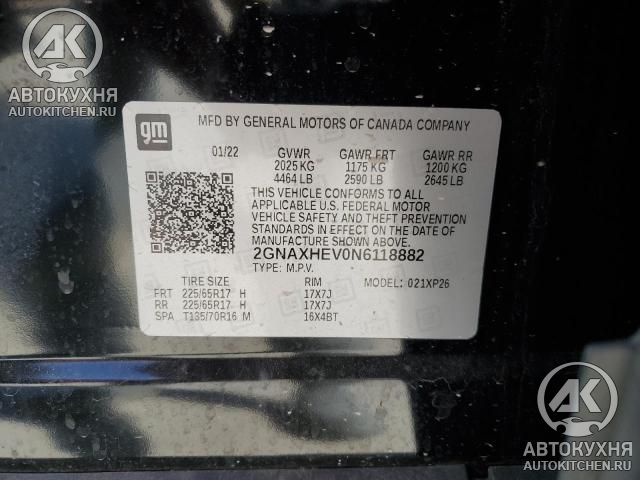 АК
АВТОКУХНЯ
AUTOKITCHEN.RU
АК
АВТОКУХНЯ
AUTOKITCHEN.RU
gm
MFD BY GENERAL MOTORS OF CANADA COMPANY
01/22 GVWR GAWR FRT GAWR RR
2025 KG 1175 KG 1200 KG
4464 LB 2590 LB 2645 LB
THIS VEHICLE CONFORMS TO ALL
APPLICABLE U.S. FEDERAL MOTOR
VEHICLE SAFETY AND THEFT PREVENTION
STANDARDS IN EFFECT ON THE DATE OF
MANUFACTURE SHOWN ABOVE.
2GNAXHEV0N6118882
TYPE: M.P.V.
TIRE SIZE RIM MODEL: 021XP26
FRT 225/65R17 H 17X7J
RR 225/65R17 H 17X7J
SPA T135/70R16 M 16X4BT
АК
АВТОКУХНЯ
AUTOKITCHEN.RU